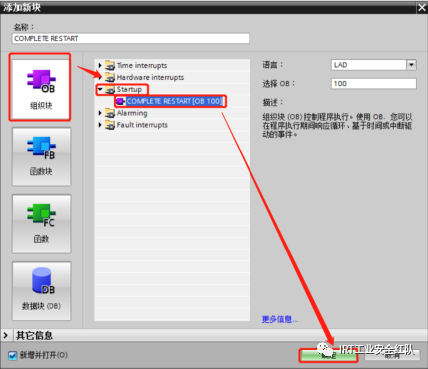 添加新块
名称：
COMPLETE RESTART
OB
组织块
FB
函数块
FC
函数
DB
数据块 (DB)
Time interrupts
Hardware interrupts
Startup
COMPLETE RESTART [OB 100]
Alarming
Fault interrupts
语言：
LAD
选择 OB：
100
描述：
组织块 (OB) 控制程序执行。使用 OB，您可以
在程序执行期间响应循环、基于时间或中断驱
动的事件。
更多信息...
其它信息
新增并打开(O)
取消
IRT工业安全红队